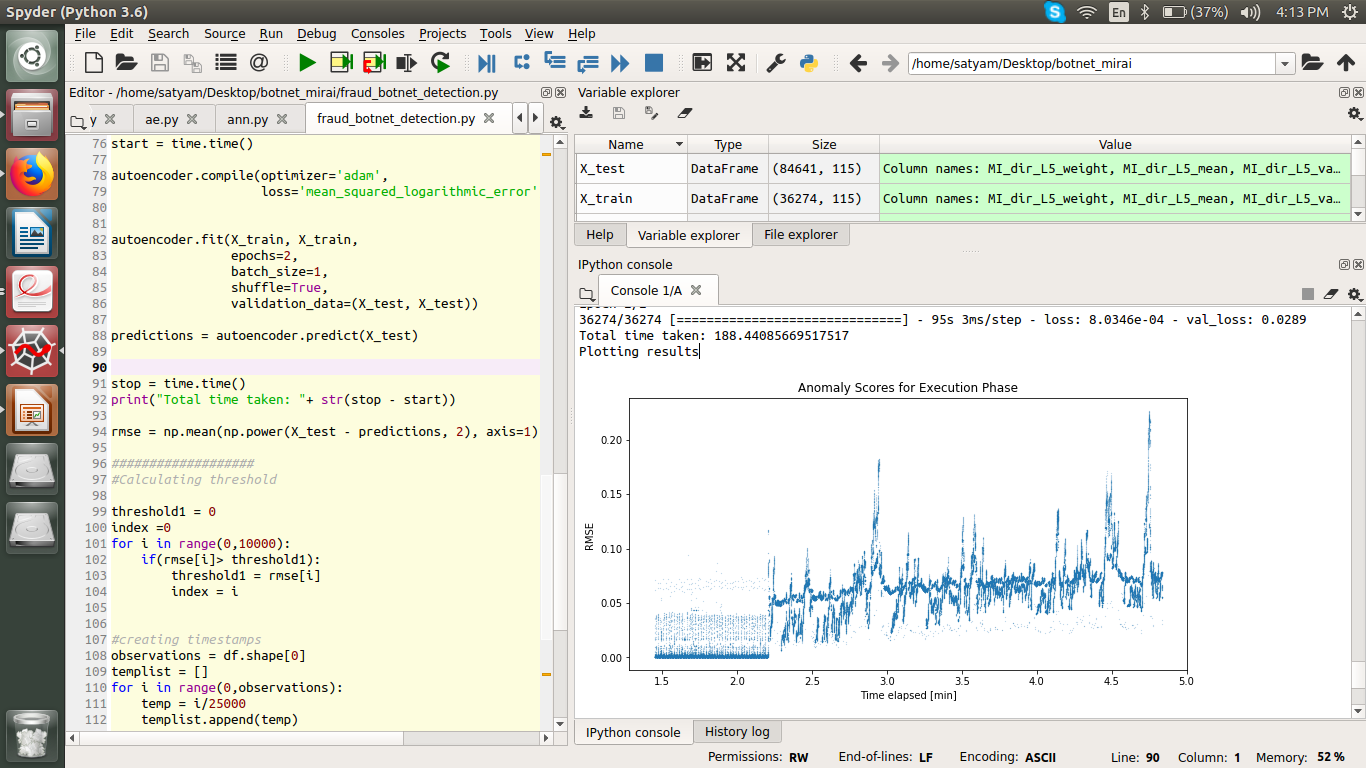 Spyder (Python 3.6)
En
(37%)
4:13 PM
File Edit Search Source Run Debug Consoles Projects Tools View Help
/home/satyam/Desktop/botnet_mirai
Editor - /home/satyam/Desktop/botnet_mirai/fraud_botnet_detection.py
y
ae.py
ann.py
fraud_botnet_detection.py
76 start = time.time()
77
78 autoencoder.compile(optimizer='adam',
79 loss='mean_squared_logarithmic_error'
80
81
82 autoencoder.fit(X_train, X_train,
83 epochs=2,
84 batch_size=1,
85 shuffle=True,
86 validation_data=(X_test, X_test))
87
88 predictions = autoencoder.predict(X_test)
89
90
91 stop = time.time()
92 print("Total time taken: "+ str(stop - start))
93
94 rmse = np.mean(np.power(X_test - predictions, 2), axis=1)
95
96 ###################
97 #Calculating threshold
98
99 threshold1 = 0
100 index =0
101 for i in range(0,10000):
102 if(rmse[i]> threshold1):
103 threshold1 = rmse[i]
104 index = i
105
106
107 #creating timestamps
108 observations = df.shape[0]
109 templist = []
110 for i in range(0,observations):
111 temp = i/25000
112 templist.append(temp)
Variable explorer
Name Type Size Value
X_test DataFrame (84641, 115) Column names: MI_dir_L5_weight, MI_dir_L5_mean, MI_dir_L5_va...
X_train DataFrame (36274, 115) Column names: MI_dir_L5_weight, MI_dir_L5_mean, MI_dir_L5_va...
Help Variable explorer File explorer
IPython console
Console 1/A
36274/36274 [==============================] - 95s 3ms/step - loss: 8.0346e-04 - val_loss: 0.0289
Total time taken: 188.44085669517517
Plotting results
Anomaly Scores for Execution Phase
RMSE
0.20
0.15
0.10
0.05
0.00
1.5 2.0 2.5 3.0 3.5 4.0 4.5 5.0
Time elapsed [min]
IPython console History log
Permissions: RW End-of-lines: LF Encoding: ASCII Line: 90 Column: 1 Memory: 52 %